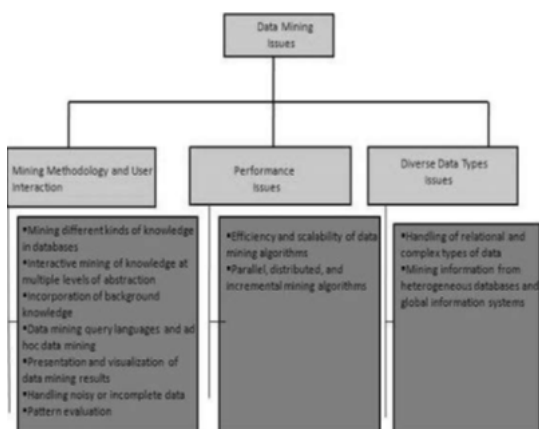 Data Mining
Issues
Mining Methodology and User
Interaction
Performance
Issues
Diverse Data Types
Issues
▪Mining different kinds of knowledge
in databases
▪Interactive mining of knowledge at
multiple levels of abstraction
▪Incorporation of background
knowledge
▪Data mining query languages and ad
hoc data mining
▪Presentation and visualization of
data mining results
▪Handling noisy or incomplete data
▪Pattern evaluation
▪Efficiency and scalability of data
mining algorithms
▪Parallel, distributed, and
incremental mining algorithms
▪Handling of relational and
complex types of data
▪Mining information from
heterogeneous databases and
global information systems